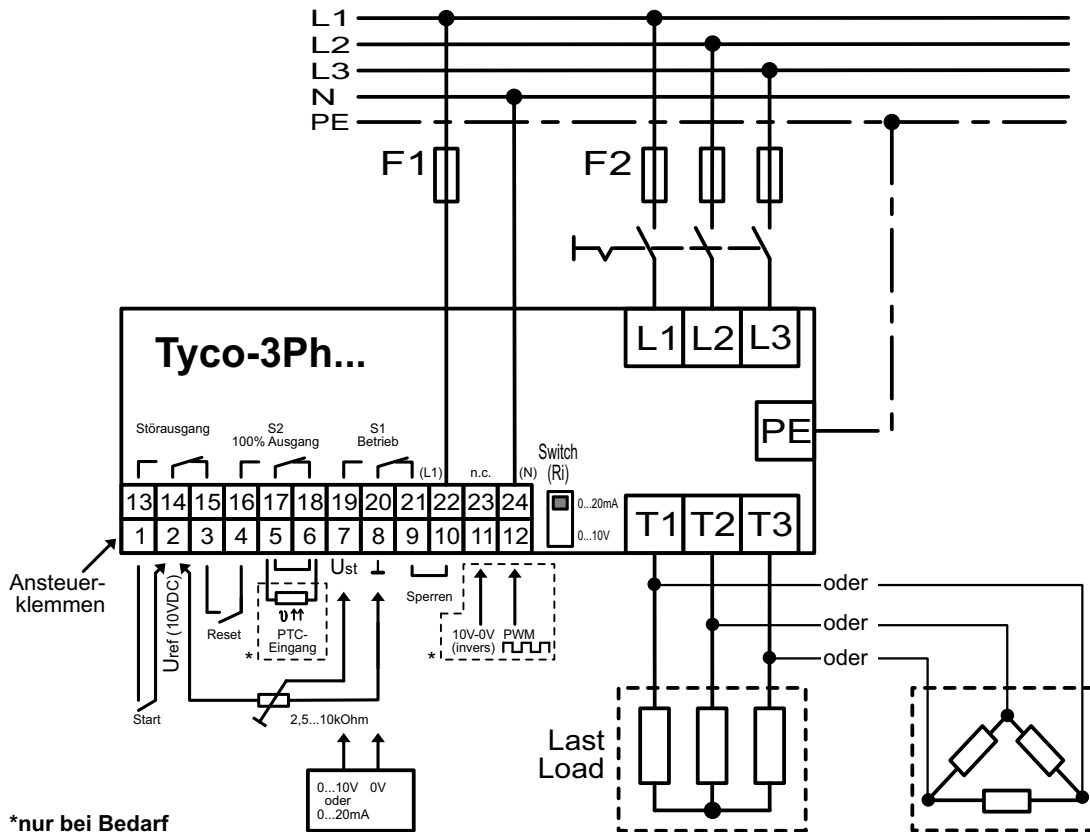 L1
L2
L3
N
PE
F1
F2
Tyco-3Ph...
L1 L2 L3
PE
Störausgang
S2
100% Ausgang
S1
Betrieb
(L1)
n.c.
(N)
Switch
(Ri)
0...20mA
0...10V
13 14 15 16 17 18 19 20 21 22 23 24
1 2 3 4 5 6 7 8 9 10 11 12
T1 T2 T3
Ansteuer-
klemmen
Uref (10VDC)
Start
Reset
PTC-
Eingang
*
Ust
Sperren
10V-0V
(invers)
PWM
*
2,5...10kOhm
0...10V 0V
oder
0...20mA
oder
oder
oder
Last
Load
*nur bei Bedarf